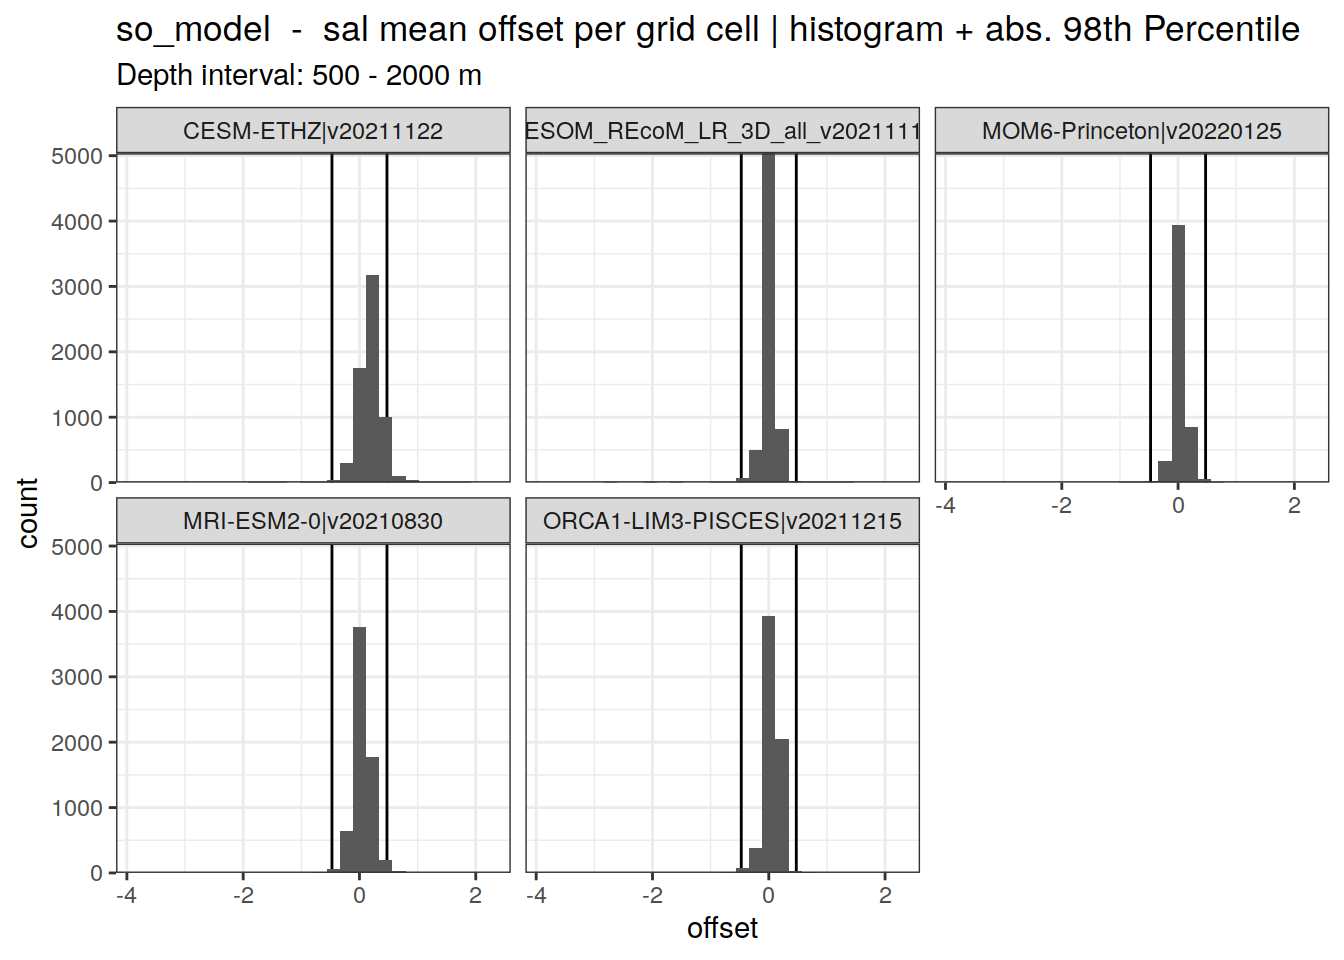 so_model  -  sal mean offset per grid cell | histogram + abs. 98th Percentile
Depth interval: 500 - 2000 m
CESM-ETHZ|v20211122
ESOM_REcoM_LR_3D_all_v2021111
MOM6-Princeton|v20220125
5000
4000
3000
2000
1000
0
-4 -2 0 2
count
MRI-ESM2-0|v20210830
ORCA1-LIM3-PISCES|v20211215
5000
4000
3000
2000
1000
0
-4 -2 0 2
-4 -2 0 2
offset